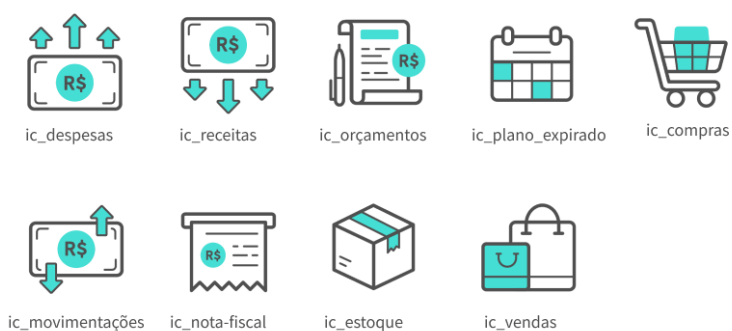 R$
R$
R$
ic_despesas
ic_receitas
ic_orçamentos
ic_plano_expirado
ic_compras
R$
R$
ic_movimentações
ic_nota-fiscal
ic_estoque
ic_vendas